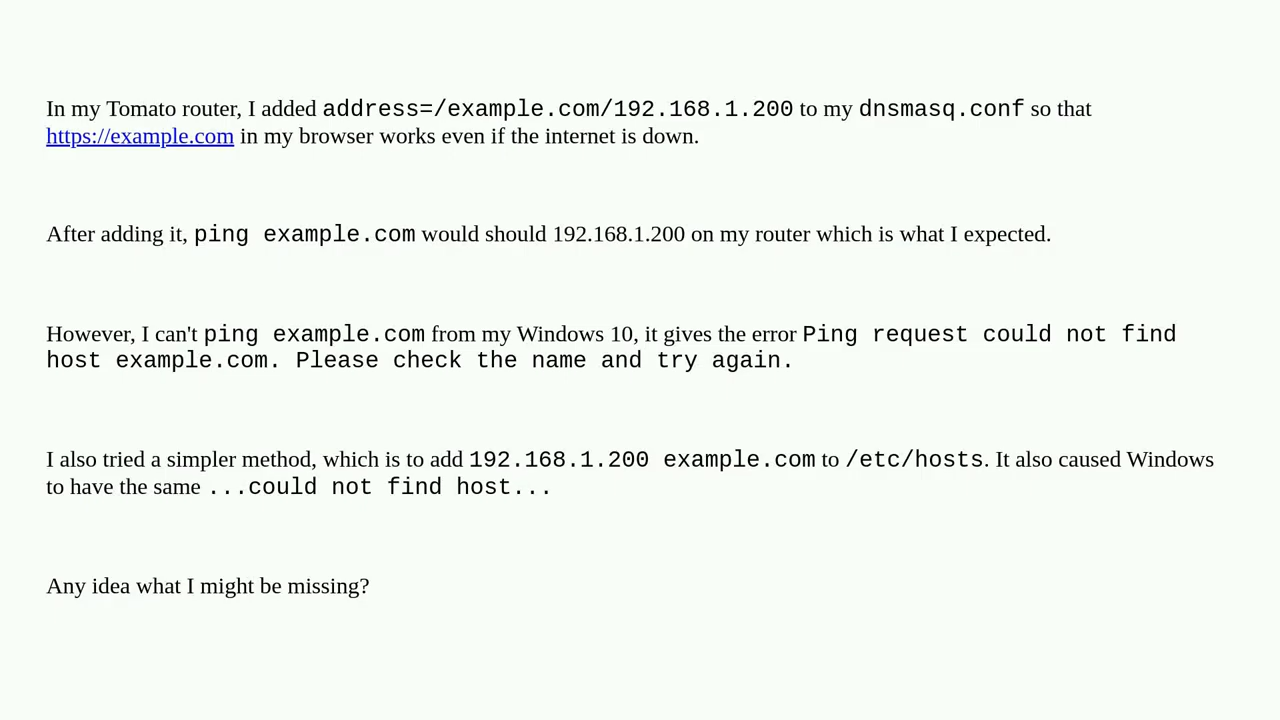 In my Tomato router, I added address=/example.com/192.168.1.200 to my dnsmasq.conf so that
https://example.com in my browser works even if the internet is down.
After adding it, ping example.com would should 192.168.1.200 on my router which is what I expected.
However, I can't ping example.com from my Windows 10, it gives the error Ping request could not find
host example.com. Please check the name and try again.
I also tried a simpler method, which is to add 192.168.1.200 example.com to /etc/hosts. It also caused Windows
to have the same ...could not find host...
Any idea what I might be missing?